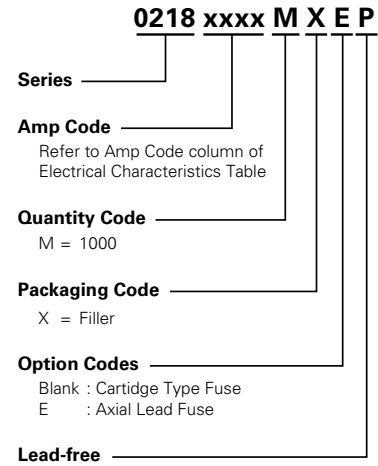 0218 xxxx M X E P
Series
Amp Code
Refer to Amp Code column of
Electrical Characteristics Table
Quantity Code
M = 1000
Packaging Code
X = Filler
Option Codes
Blank : Cartidge Type Fuse
E : Axial Lead Fuse
Lead-free